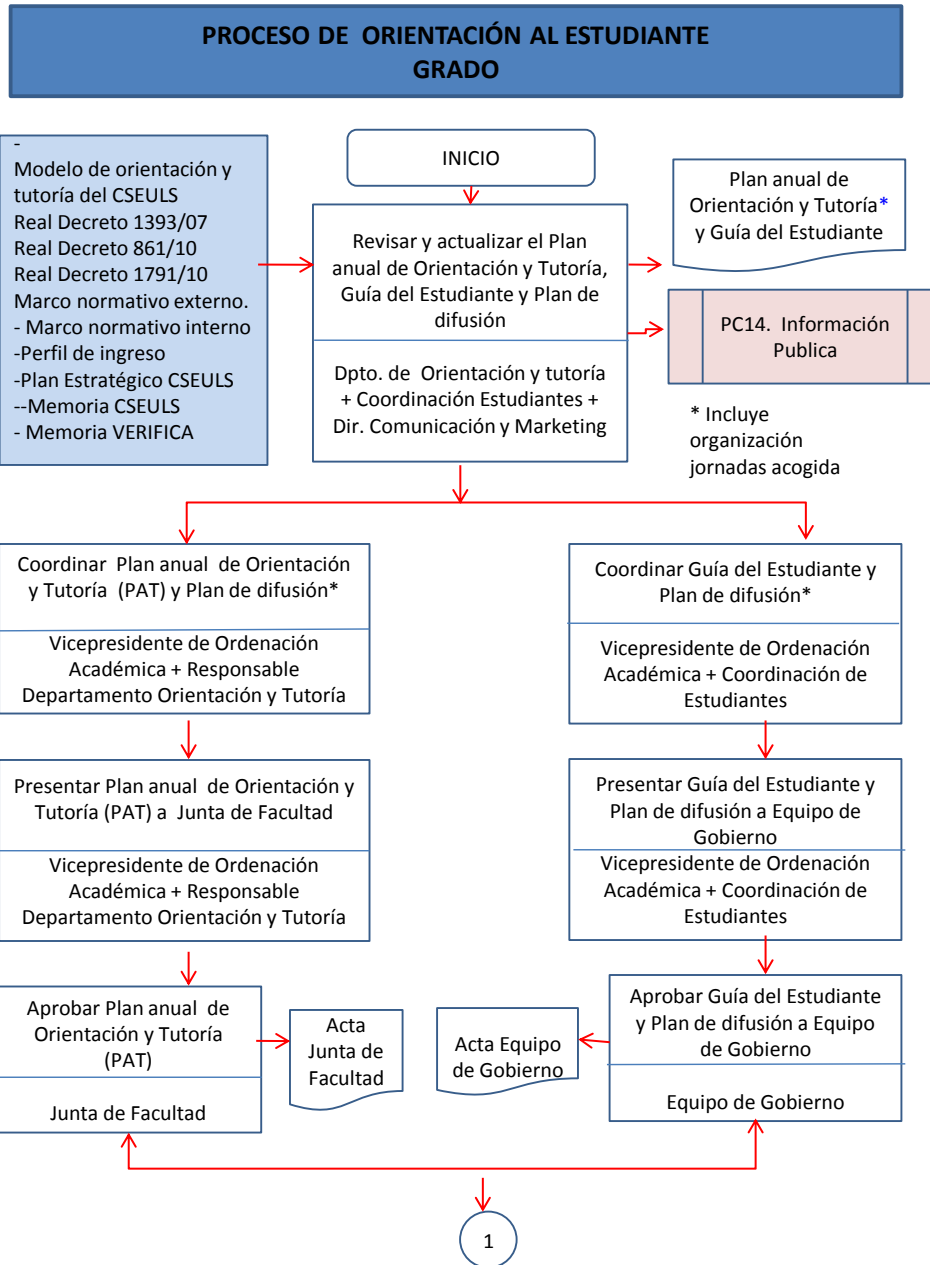 PROCESO DE ORIENTACIÓN AL ESTUDIANTE
GRADO
-
Modelo de orientación y
tutoría del CSEULS
Real Decreto 1393/07
Real Decreto 861/10
Real Decreto 1791/10
Marco normativo externo.
- Marco normativo interno
-Perfil de ingreso
-Plan Estratégico CSEULS
--Memoria CSEULS
- Memoria VERIFICA
INICIO
Revisar y actualizar el Plan
anual de Orientación y Tutoría,
Guía del Estudiante y Plan de
difusión
Dpto. de Orientación y tutoría
+ Coordinación Estudiantes +
Dir. Comunicación y Marketing
Plan anual de
Orientación y Tutoría*
y Guía del Estudiante
PC14. Información
Publica
* Incluye
organización
jornadas acogida
Coordinar Plan anual de Orientación
y Tutoría (PAT) y Plan de difusión*
Vicepresidente de Ordenación
Académica + Responsable
Departamento Orientación y Tutoría
Coordinar Guía del Estudiante y
Plan de difusión*
Vicepresidente de Ordenación
Académica + Coordinación de
Estudiantes
Presentar Plan anual de Orientación y
Tutoría (PAT) a Junta de Facultad
Vicepresidente de Ordenación
Académica + Responsable
Departamento Orientación y Tutoría
Presentar Guía del Estudiante y
Plan de difusión a Equipo de
Gobierno
Vicepresidente de Ordenación
Académica + Coordinación de
Estudiantes
Aprobar Plan anual de
Orientación y Tutoría
(PAT)
Junta de Facultad
Acta
Junta de
Facultad
Acta Equipo
de Gobierno
Aprobar Guía del Estudiante
y Plan de difusión a Equipo
de Gobierno
Equipo de Gobierno
1